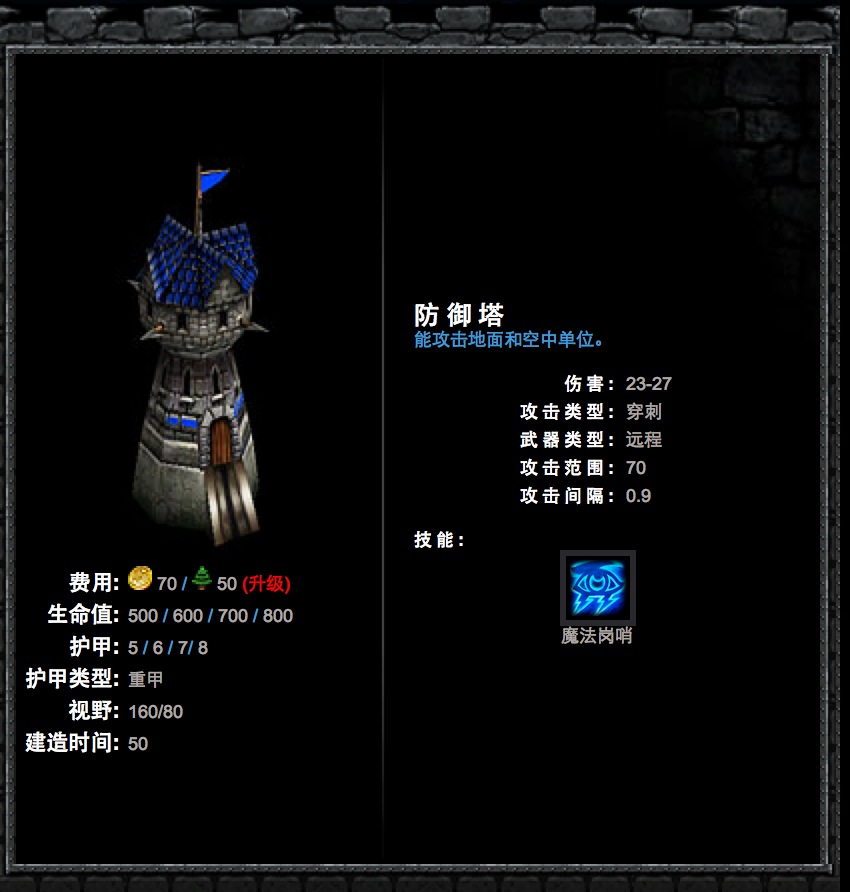 防御塔
能攻击地面和空中单位。
伤害: 23-27
攻击类型: 穿刺
武器类型: 远程
攻击范围: 70
攻击间隔: 0.9
技能:
魔法岗哨
费用: 70 / 50 (升级)
生命值: 500 / 600 / 700 / 800
护甲: 5 / 6 / 7/ 8
护甲类型: 重甲
视野: 160/80
建造时间: 50